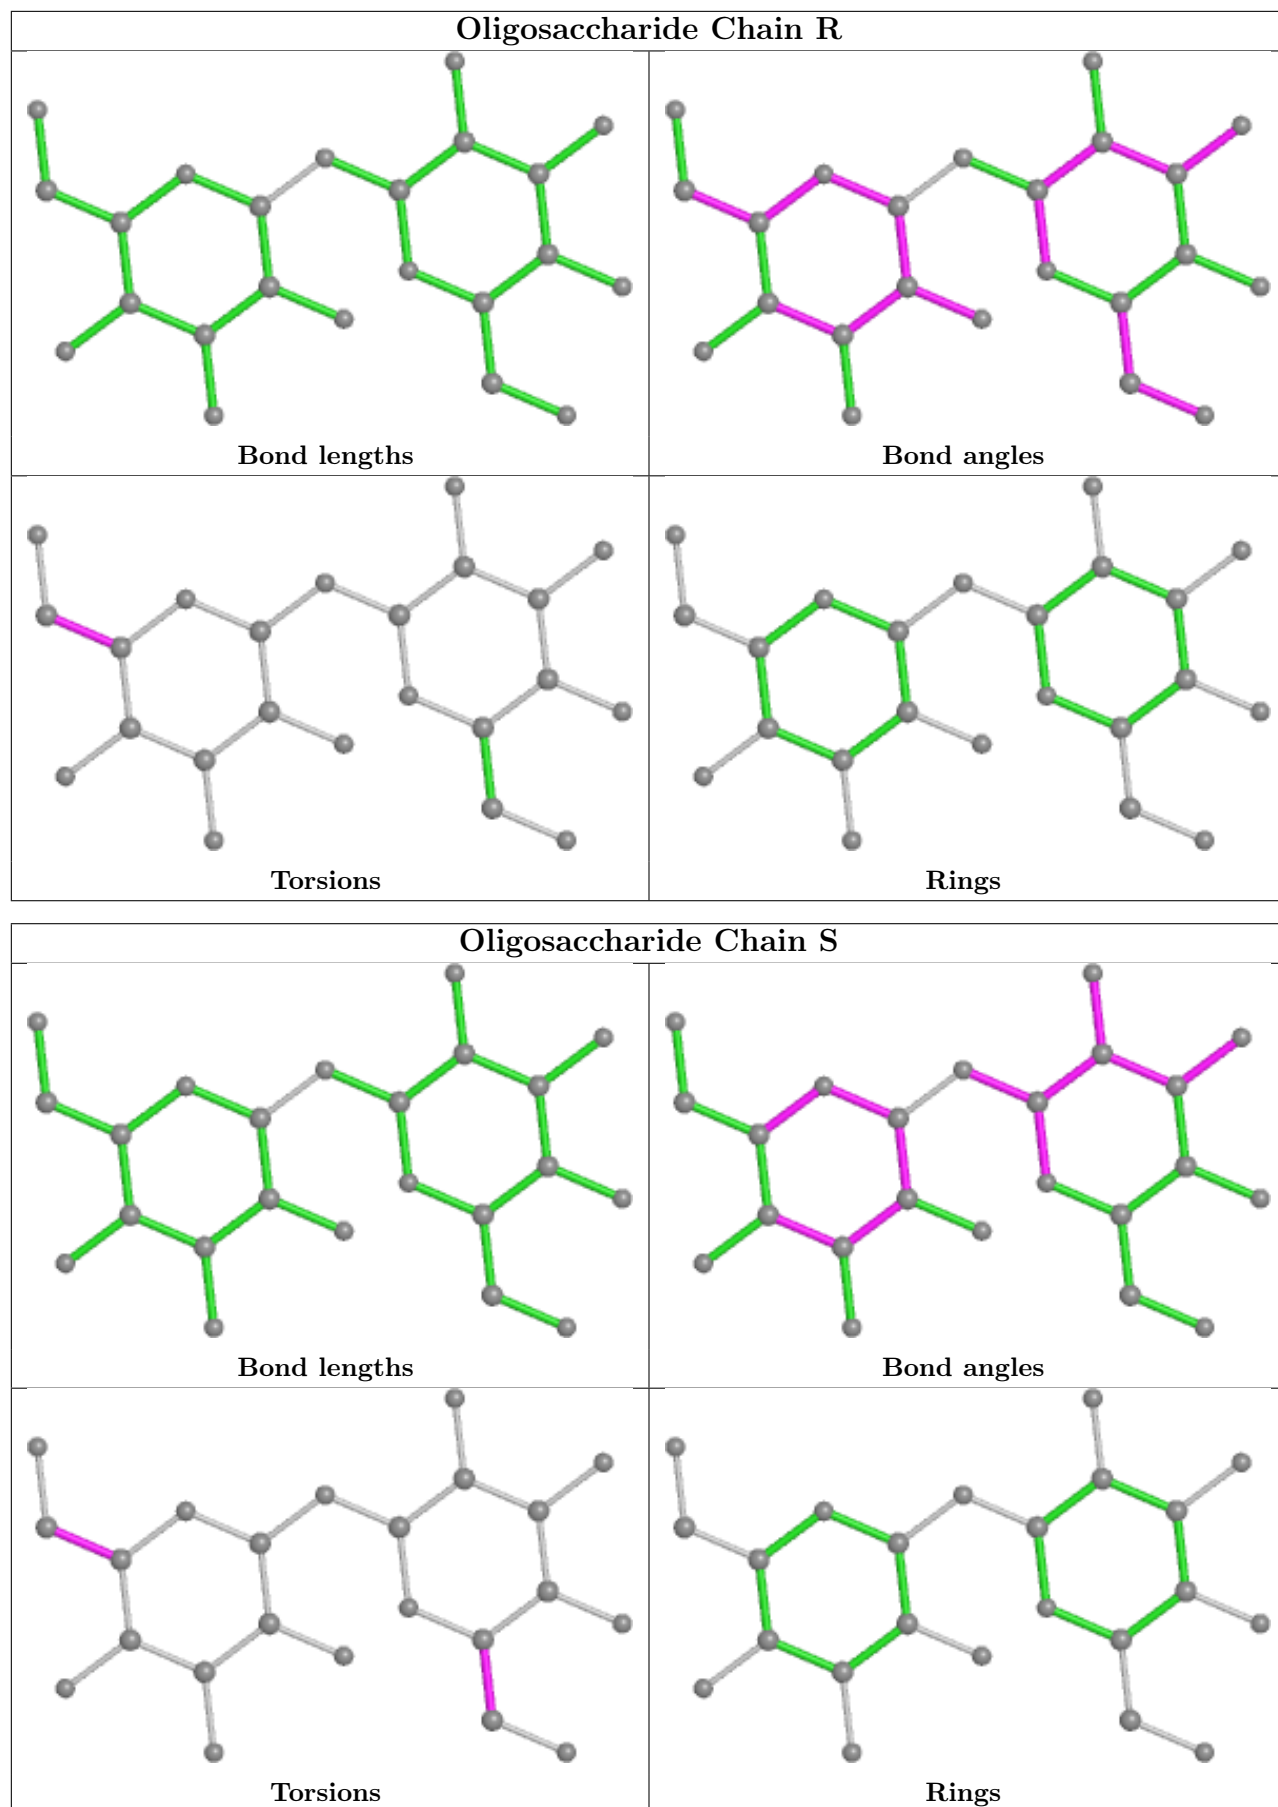 Oligosaccharide Chain R
Bond lengths
Bond angles
Torsions
Rings
Oligosaccharide Chain S
Bond lengths
Bond angles
Torsions
Rings